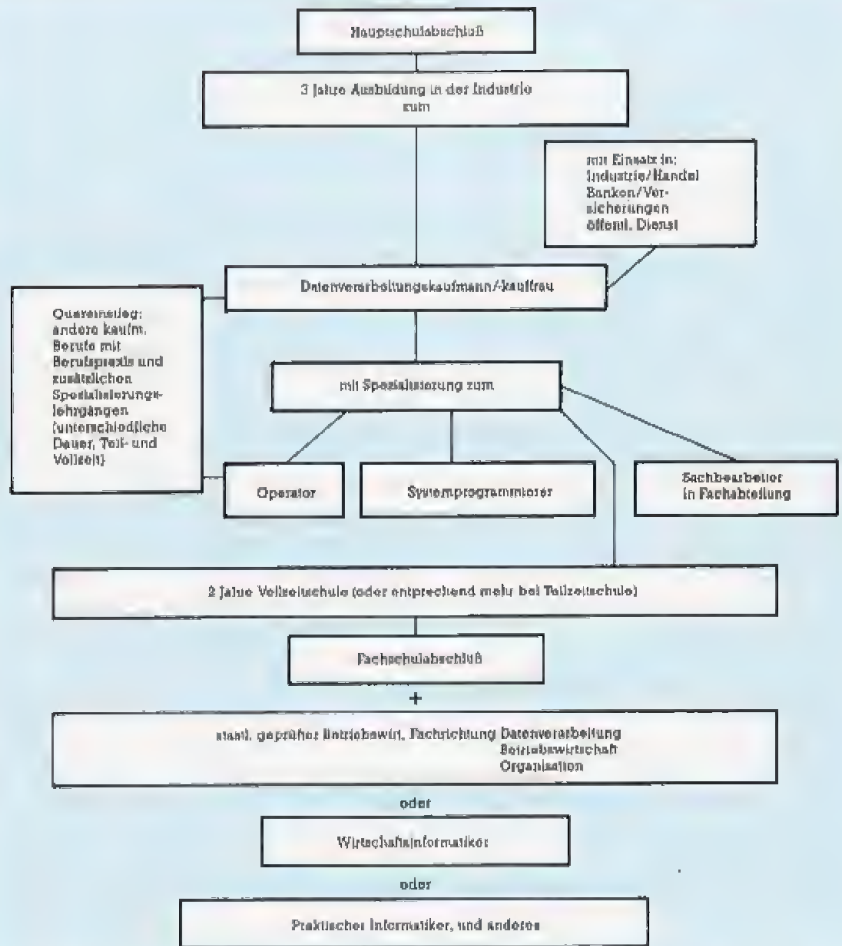 Hauptschulabschluß
3 Jahre Ausbildung in der Industrie
zum
mit Einsatz in:
Industrie/Handel
Banken/Ver-
sicherungen
öffentl. Dienst
Datenverarbeitungskaufmann/-kauffrau
Quereinstieg:
andere kaufm.
Berufe mit
Berufspraxis und
zusätzlichen
Spezialisierungs-
lehrgängen
(unterschiedliche
Dauer, Teil- und
Vollzeit)
mit Spezialisierung zum
Operator
Systemprogrammierer
Sachbearbeiter
in Fachabteilung
2 Jahre Vollzeitschule (oder entprechend mehr bei Teilzeitschule)
Fachschulabschluß
+
staatl. geprüfter Betriebswirt, Fachrichtung Datenverarbeitung
Betriebswirtschaft
Organisation
oder
Wirtschaftsinformatiker
oder
Praktischer Informatiker, und anderes